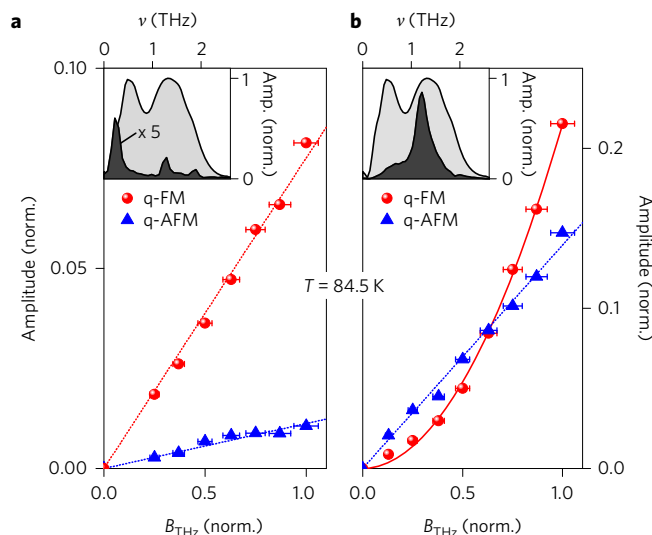 a
ν (THz)
0 1 2
0.10
0.05
0.00
Amplitude (norm.)
1
0
Amp. (norm.)
x 5
q-FM
q-AFM
0.0 0.5 1.0
B_THz (norm.)
T = 84.5 K
b
ν (THz)
0 1 2
1
0
Amp. (norm.)
q-FM
q-AFM
0.2
0.1
0.0
Amplitude (norm.)
0.0 0.5 1.0
B_THz (norm.)